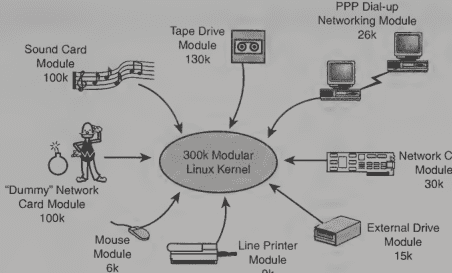 PPP Dial-up
Networking Module
26k
Tape Drive
Module
130k
Sound Card
Module
100k
300k Modular
Linux Kernel
Network C
Module
30k
"Dummy" Network
Card Module
100k
External Drive
Module
15k
Mouse
Module
6k
Line Printer
Module